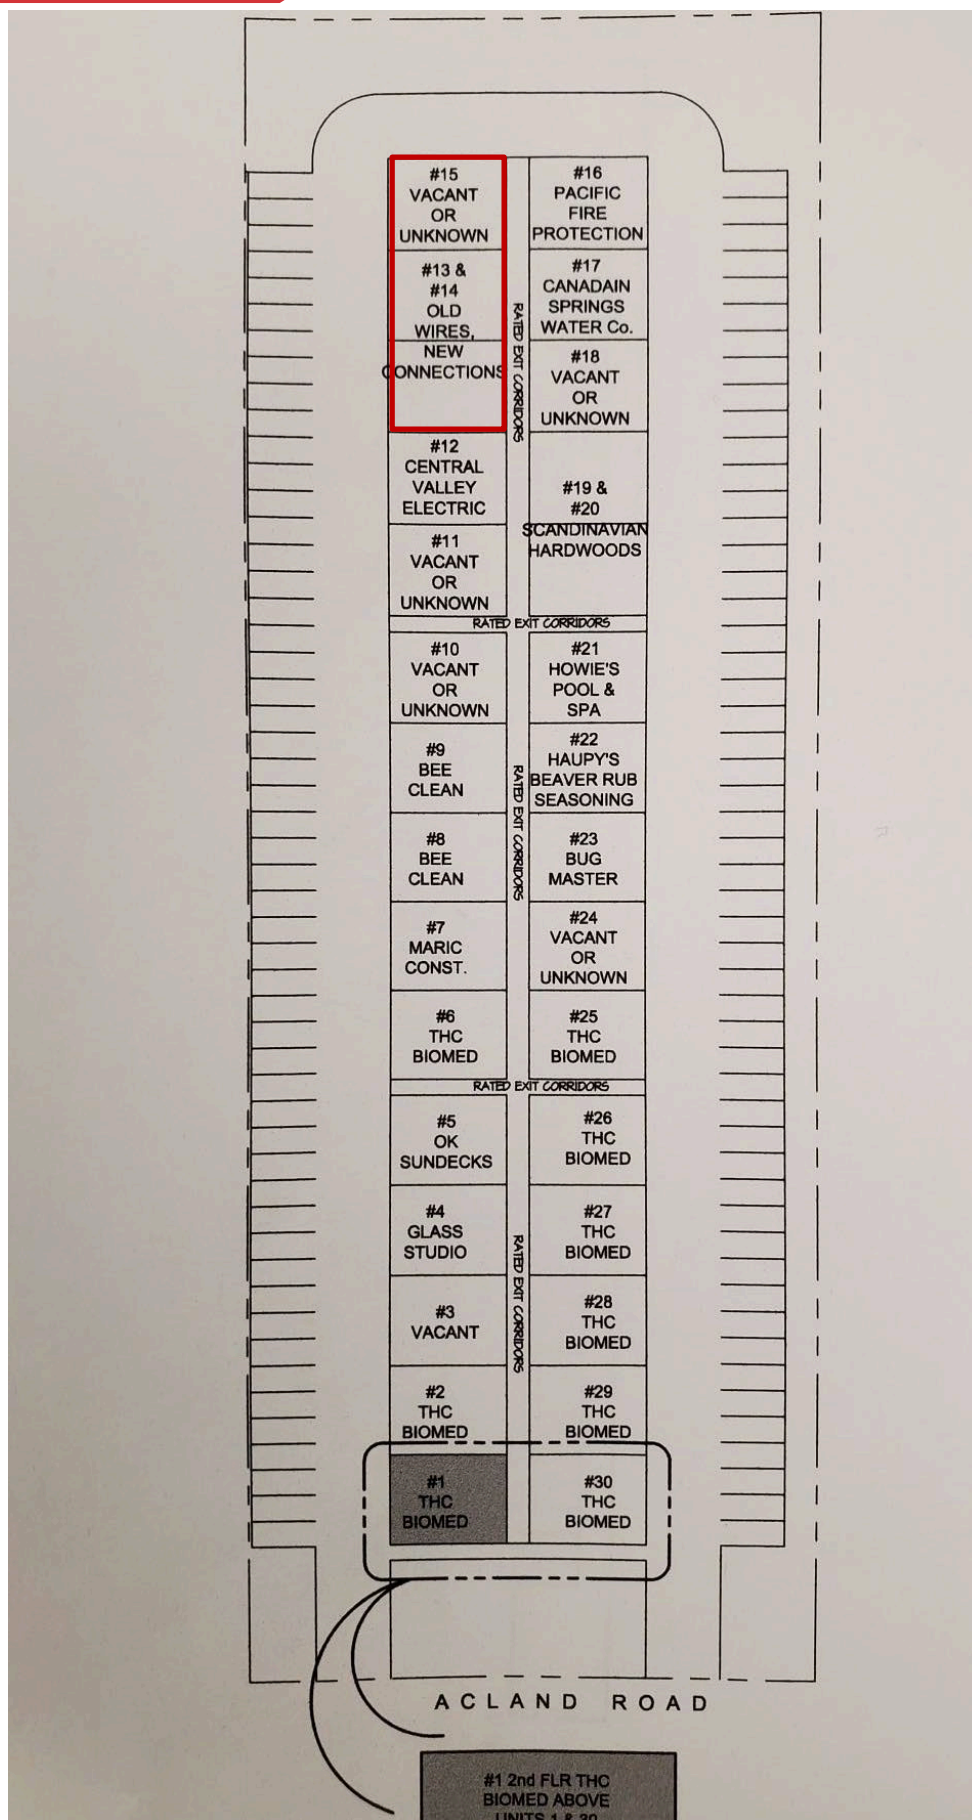 #15
VACANT
OR
UNKNOWN
#16
PACIFIC
FIRE
PROTECTION
#13 &
#14
OLD
WIRES,
NEW
CONNECTIONS
#17
CANADAIN
SPRINGS
WATER Co.
RATED EXIT CORRIDORS
#18
VACANT
OR
UNKNOWN
#12
CENTRAL
VALLEY
ELECTRIC
#19 &
#20
SCANDINAVIAN
HARDWOODS
#11
VACANT
OR
UNKNOWN
RATED EXIT CORRIDORS
#10
VACANT
OR
UNKNOWN
#21
HOWIE'S
POOL &
SPA
#9
BEE
CLEAN
#22
HAUPY'S
BEAVER RUB
SEASONING
RATED EXIT CORRIDORS
#8
BEE
CLEAN
#23
BUG
MASTER
#7
MARIC
CONST.
#24
VACANT
OR
UNKNOWN
#6
THC
BIOMED
#25
THC
BIOMED
RATED EXIT CORRIDORS
#5
OK
SUNDECKS
#26
THC
BIOMED
#4
GLASS
STUDIO
#27
THC
BIOMED
RATED EXIT CORRIDORS
#3
VACANT
#28
THC
BIOMED
#2
THC
BIOMED
#29
THC
BIOMED
#1
THC
BIOMED
#30
THC
BIOMED
ACLAND ROAD
#1 2nd FLR THC
BIOMED ABOVE
UNITS 1 & 30